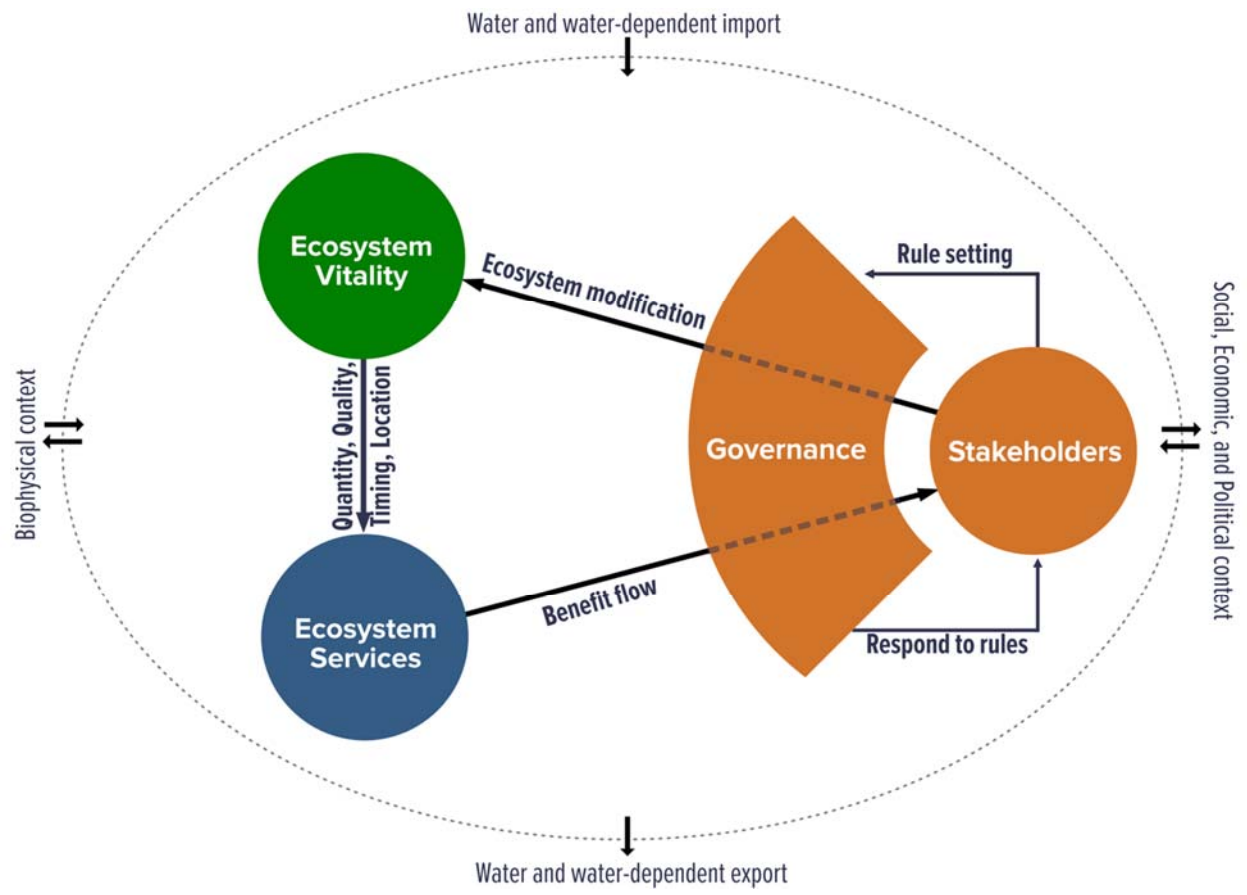 Water and water-dependent import
Ecosystem
Vitality
Ecosystem modification
Rule setting
Quantity, Quality,
Timing, Location
Governance
Stakeholders
Biophysical context
Social, Economic, and Political context
Ecosystem
Services
Benefit flow
Respond to rules
Water and water-dependent export